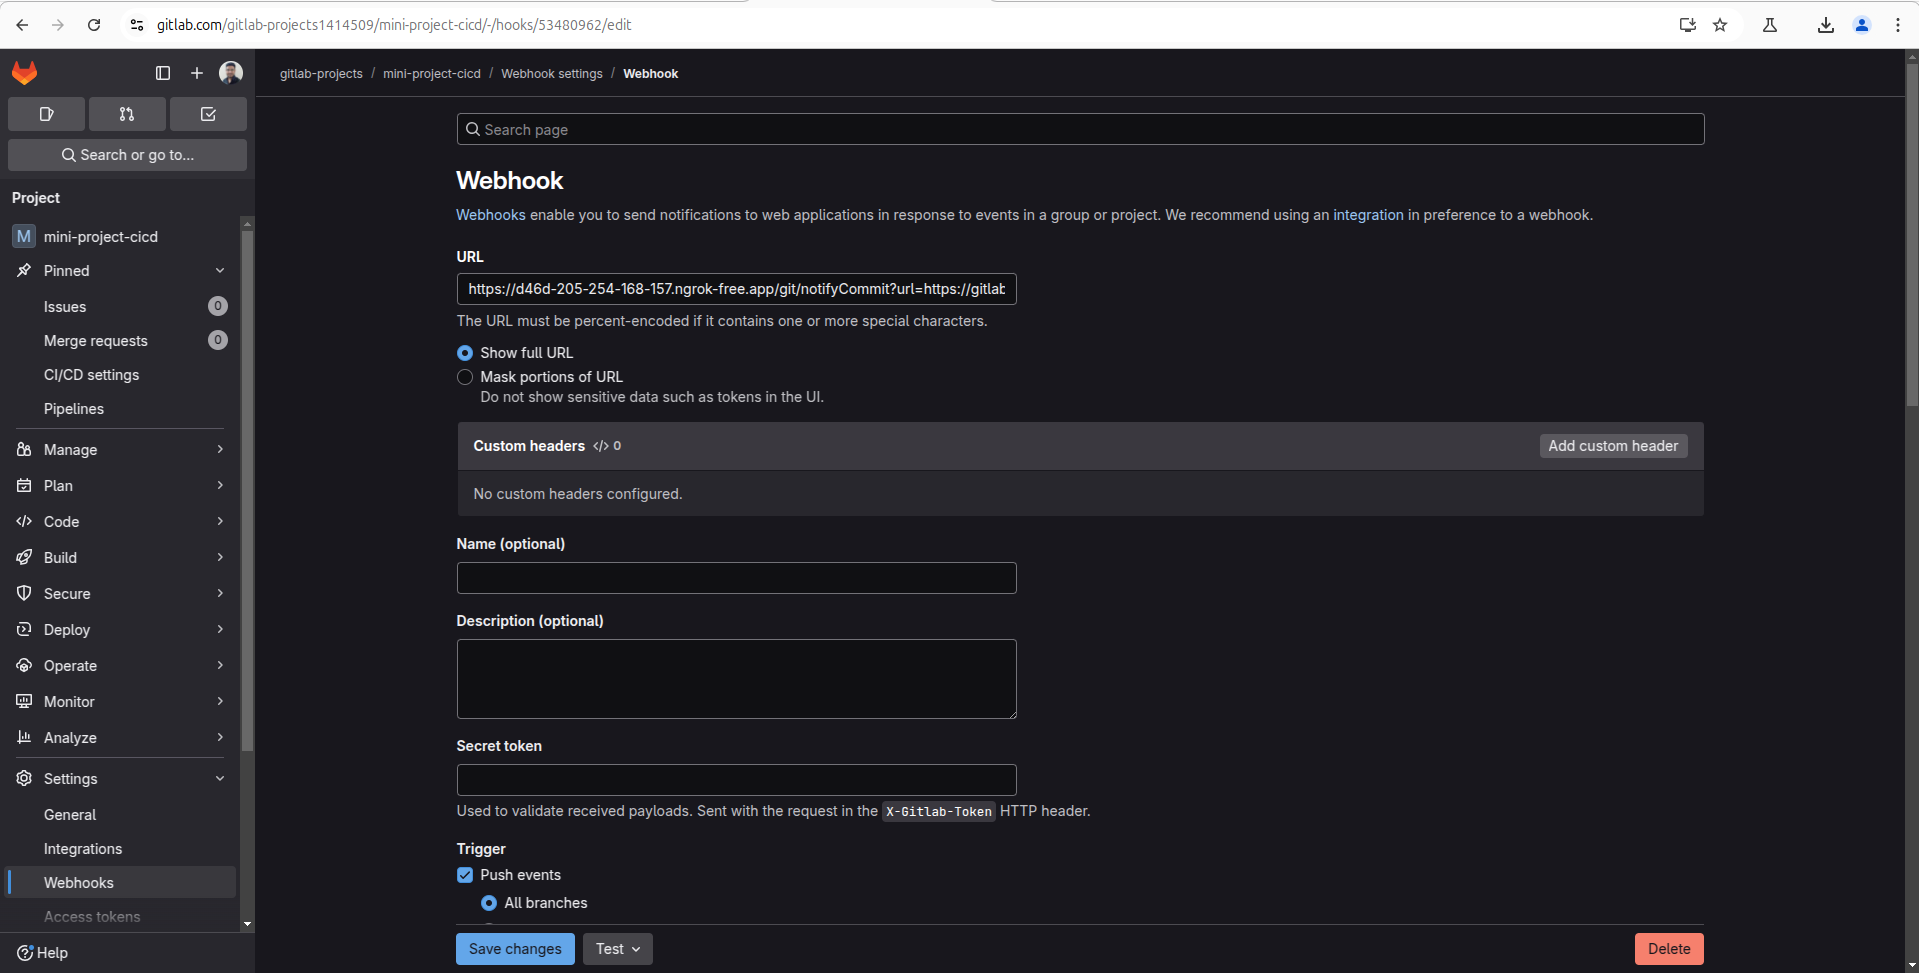 gitlab.com/gitlab-projects1414509/mini-project-cicd/-/hooks/53480962/edit
gitlab-projects / mini-project-cicd / Webhook settings / Webhook
Search or go to...
Project
M mini-project-cicd
Pinned
Issues 0
Merge requests 0
CI/CD settings
Pipelines
Manage
Plan
Code
Build
Secure
Deploy
Operate
Monitor
Analyze
Settings
General
Integrations
Webhooks
Access tokens
Help
Search page
Webhook
Webhooks enable you to send notifications to web applications in response to events in a group or project. We recommend using an integration in preference to a webhook.
URL
https://d46d-205-254-168-157.ngrok-free.app/git/notifyCommit?url=https://gitlab
The URL must be percent-encoded if it contains one or more special characters.
Show full URL
Mask portions of URL
Do not show sensitive data such as tokens in the UI.
Custom headers </> 0 Add custom header
No custom headers configured.
Name (optional)
Description (optional)
Secret token
Used to validate received payloads. Sent with the request in the X-Gitlab-Token HTTP header.
Trigger
Push events
All branches
Save changes Test Delete